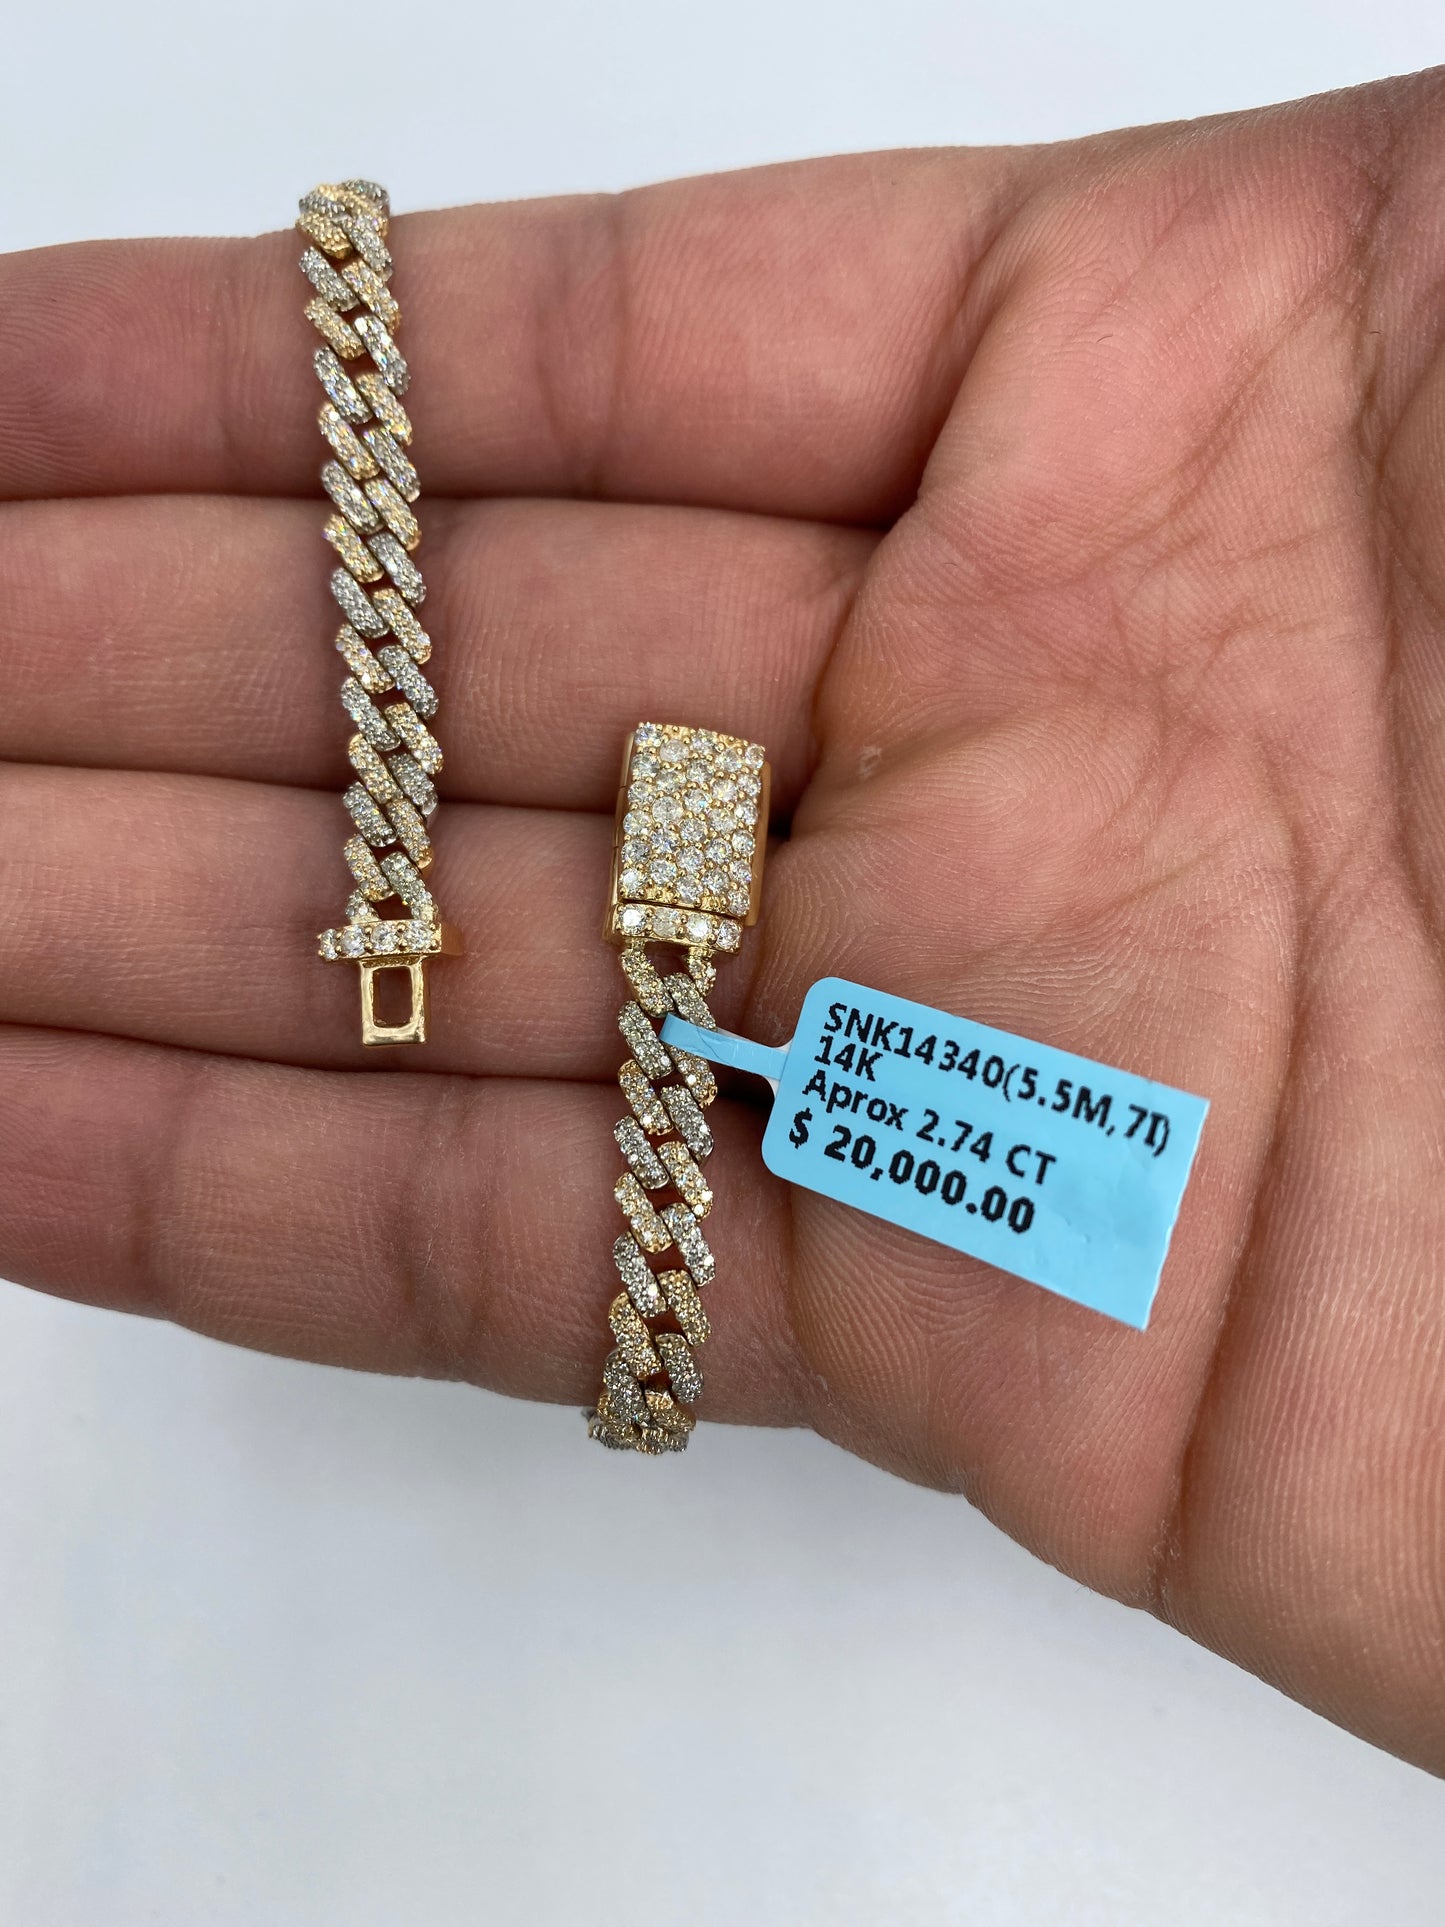 SNK14340(5.5M,7I)
14K
Aprox 2.74 CT
$ 20,000.00